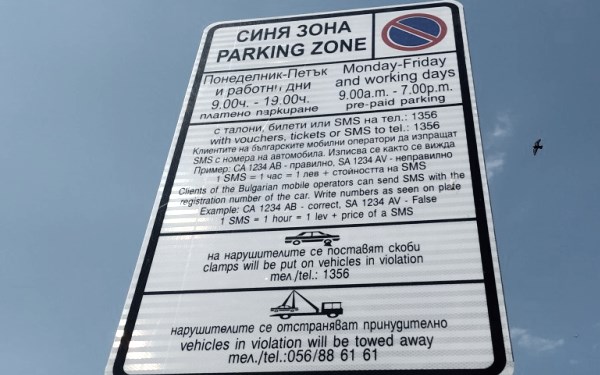 СИНЯ ЗОНА
PARKING ZONE
Понеделник-Петък
и работни дни
9.00ч. - 19.00ч.
платено паркиране
Monday-Friday
and working days
9.00a.m. - 7.00p.m.
pre-paid parking
с талони, билети или SMS на тел.: 1356
with vouchers, tickets or SMS to tel.: 1356
Клиентите на българските мобилни оператори да изпращат
SMS с номера на автомобила. Изписва се както се вижда
Пример: CA 1234 AB - правилно, SA 1234 AV - неправилно
1 SMS = 1 час = 1 лев + стойността на SMS
Clients of the Bulgarian mobile operators can send SMS with the
registration number of the car. Write numbers as seen on plate
Example: CA 1234 AB - correct, SA 1234 AV - False
1 SMS = 1 hour = 1 lev + price of a SMS
на нарушителите се поставят скоби
clamps will be put on vehicles in violation
тел./tel.: 1356
нарушителите се отстраняват принудително
vehicles in violation will be towed away
тел./tel.:056/88 61 61